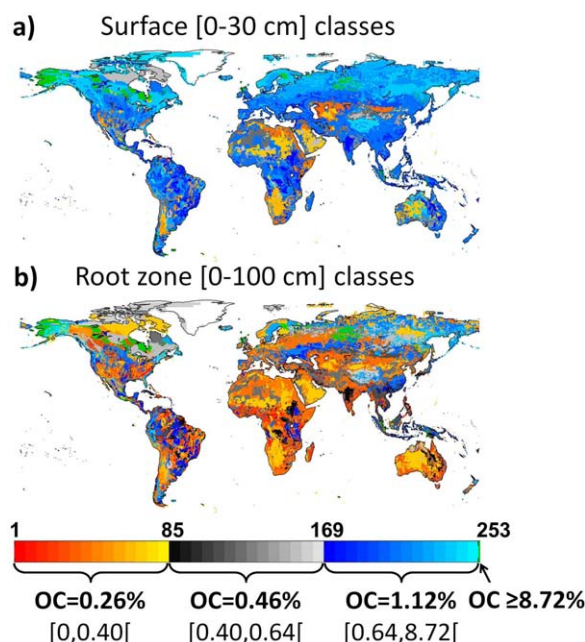 a) Surface [0-30 cm] classes
b) Root zone [0-100 cm] classes
1 85 169 253
OC=0.26% OC=0.46% OC=1.12% OC ≥8.72%
[0,0.40[ [0.40,0.64[ [0.64,8.72[